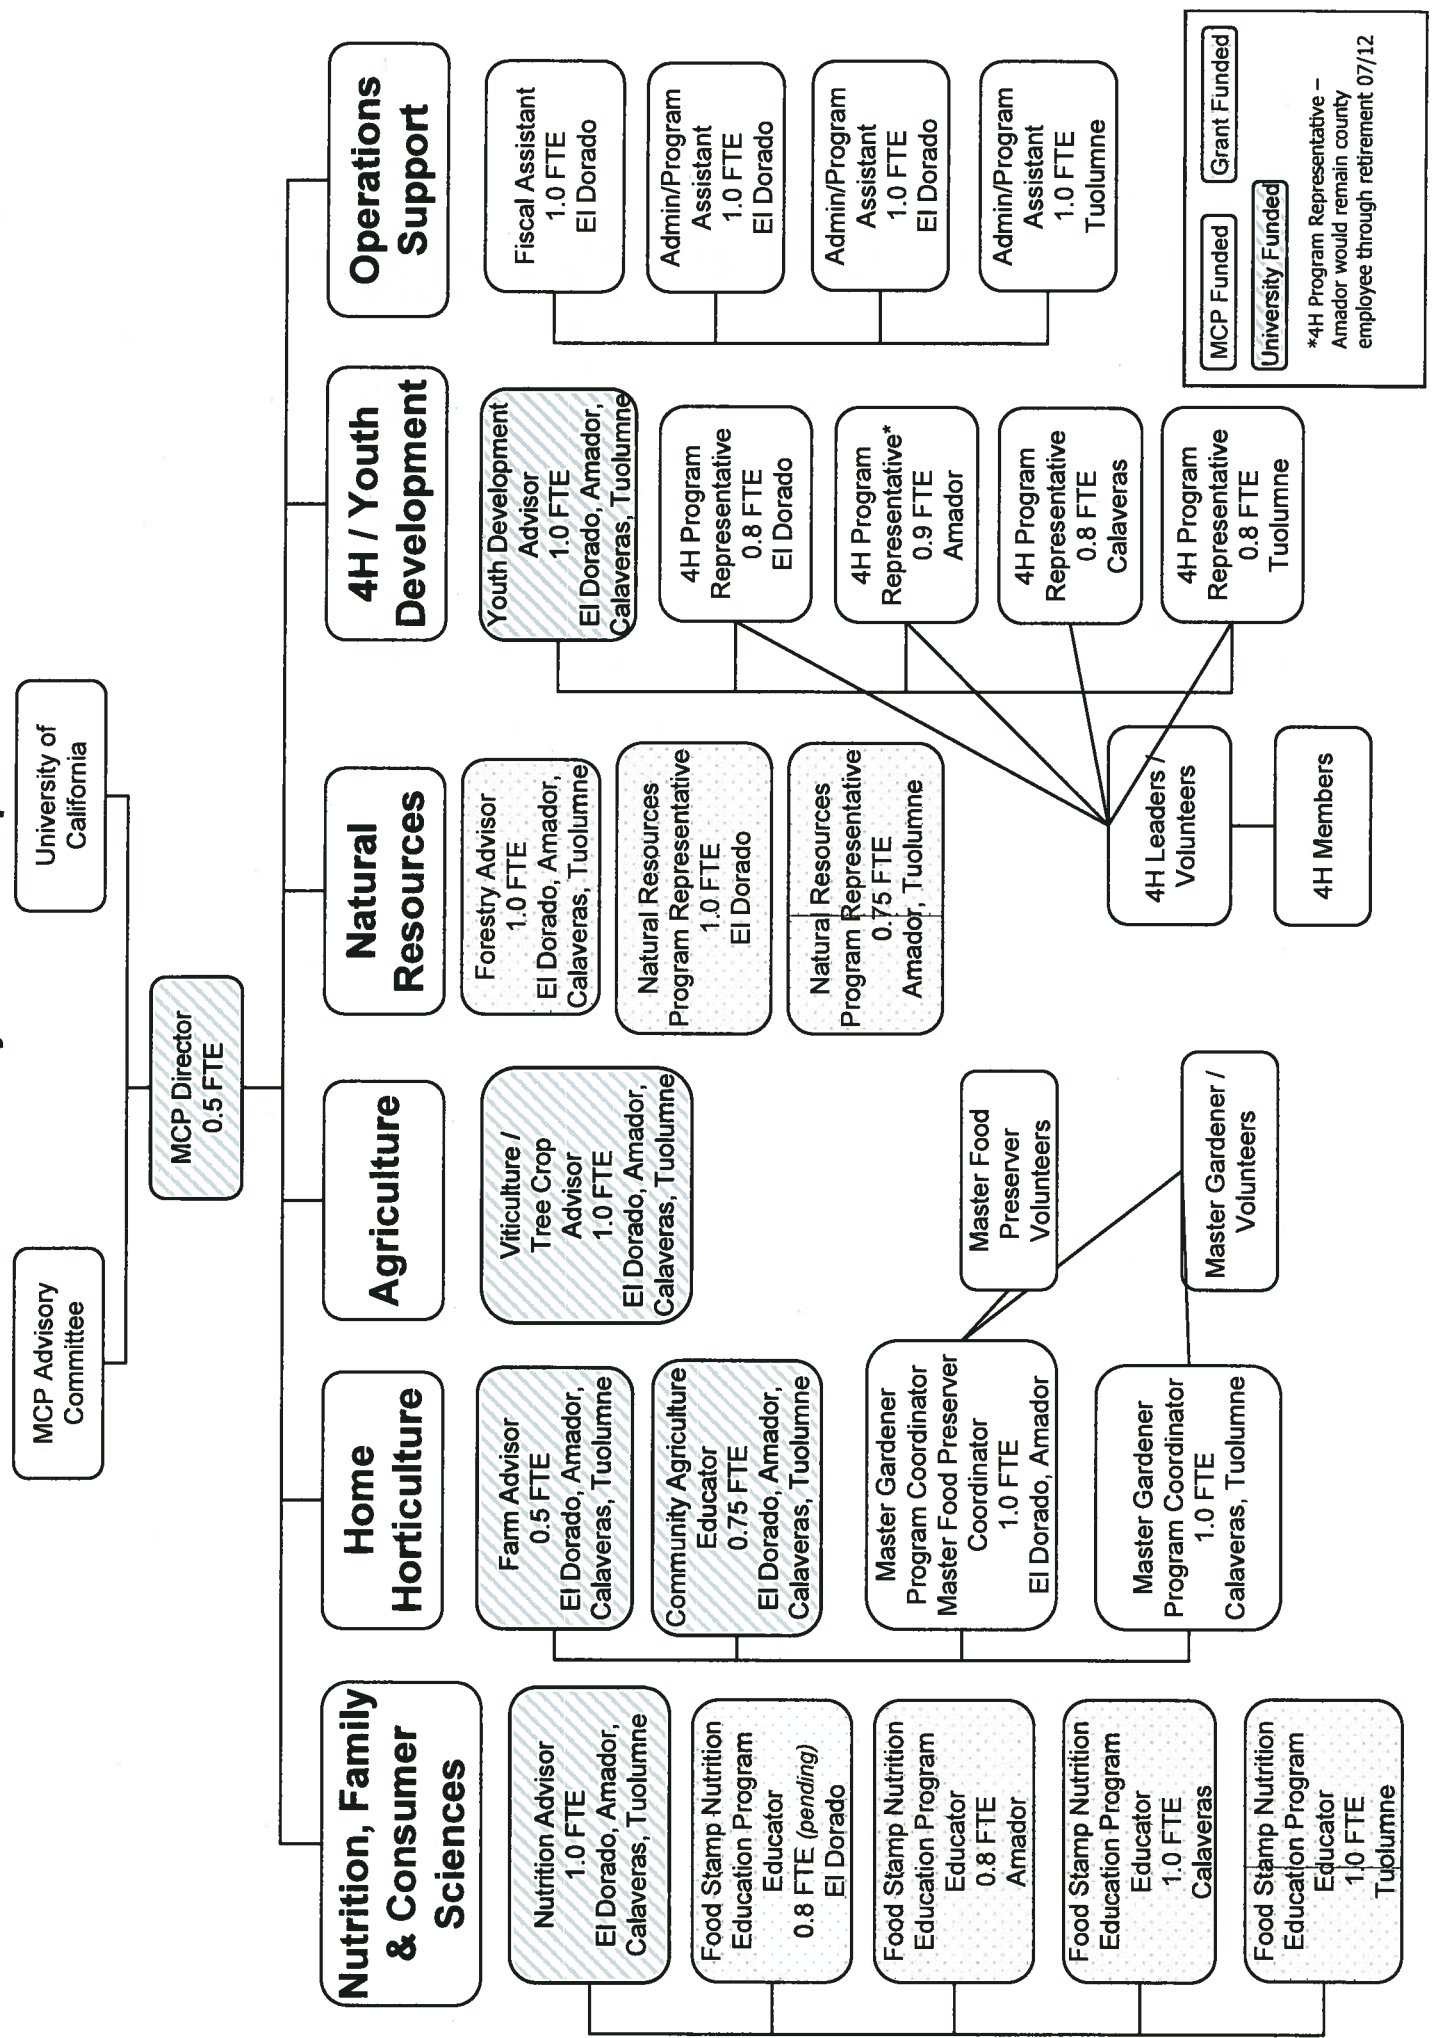 MCP Advisory
Committee
University of
California
MCP Director
0.5 FTE
Nutrition, Family
& Consumer
Sciences
Nutrition Advisor
1.0 FTE
El Dorado, Amador,
Calaveras, Tuolumne
Food Stamp Nutrition
Education Program
Educator
0.8 FTE (pending)
El Dorado
Food Stamp Nutrition
Education Program
Educator
0.8 FTE
Amador
Food Stamp Nutrition
Education Program
Educator
1.0 FTE
Calaveras
Food Stamp Nutrition
Education Program
Educator
1.0 FTE
Tuolumne
Home
Horticulture
Farm Advisor
0.5 FTE
El Dorado, Amador,
Calaveras, Tuolumne
Community Agriculture
Educator
0.75 FTE
El Dorado, Amador,
Calaveras, Tuolumne
Master Gardener
Program Coordinator
Master Food Preserver
Coordinator
1.0 FTE
El Dorado, Amador
Master Gardener
Program Coordinator
1.0 FTE
Calaveras, Tuolumne
Agriculture
Viticulture /
Tree Crop
Advisor
1.0 FTE
El Dorado, Amador,
Calaveras, Tuolumne
Master Food
Preserver
Volunteers
Master Gardener /
Volunteers
Natural
Resources
Forestry Advisor
1.0 FTE
El Dorado, Amador,
Calaveras, Tuolumne
Natural Resources
Program Representative
1.0 FTE
El Dorado
Natural Resources
Program Representative
0.75 FTE
Amador, Tuolumne
4H Leaders /
Volunteers
4H Members
4H / Youth
Development
Youth Development
Advisor
1.0 FTE
El Dorado, Amador,
Calaveras, Tuolumne
4H Program
Representative
0.8 FTE
El Dorado
4H Program
Representative*
0.9 FTE
Amador
4H Program
Representative
0.8 FTE
Calaveras
4H Program
Representative
0.8 FTE
Tuolumne
Operations
Support
Fiscal Assistant
1.0 FTE
El Dorado
Admin/Program
Assistant
1.0 FTE
El Dorado
Admin/Program
Assistant
1.0 FTE
El Dorado
Admin/Program
Assistant
1.0 FTE
Tuolumne
MCP Funded
Grant Funded
University Funded
*4H Program Representative –
Amador would remain county
employee through retirement 07/12